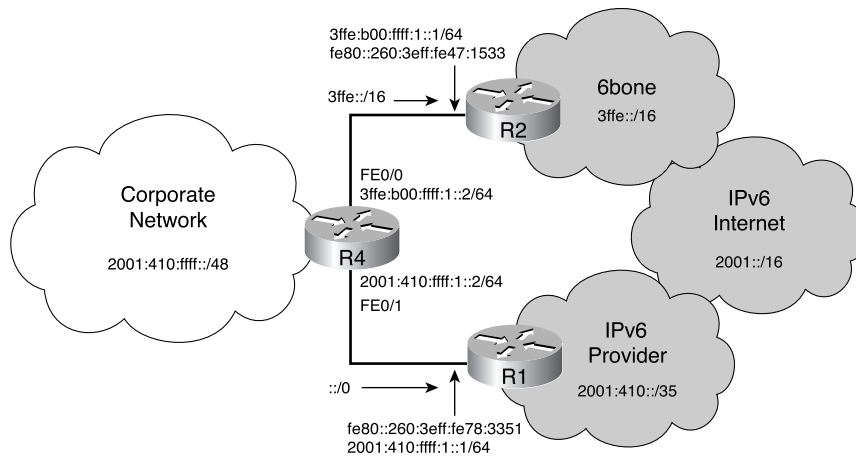 3ffe:b00:ffff:1::1/64
fe80::260:3eff:fe47:1533
3ffe::/16
R2
6bone
3ffe::/16
FE0/0
3ffe:b00:ffff:1::2/64
Corporate
Network
2001:410:ffff::/48
R4
IPv6
Internet
2001::/16
2001:410:ffff:1::2/64
FE0/1
IPv6
Provider
2001:410::/35
R1
::/0
fe80::260:3eff:fe78:3351
2001:410:ffff:1::1/64